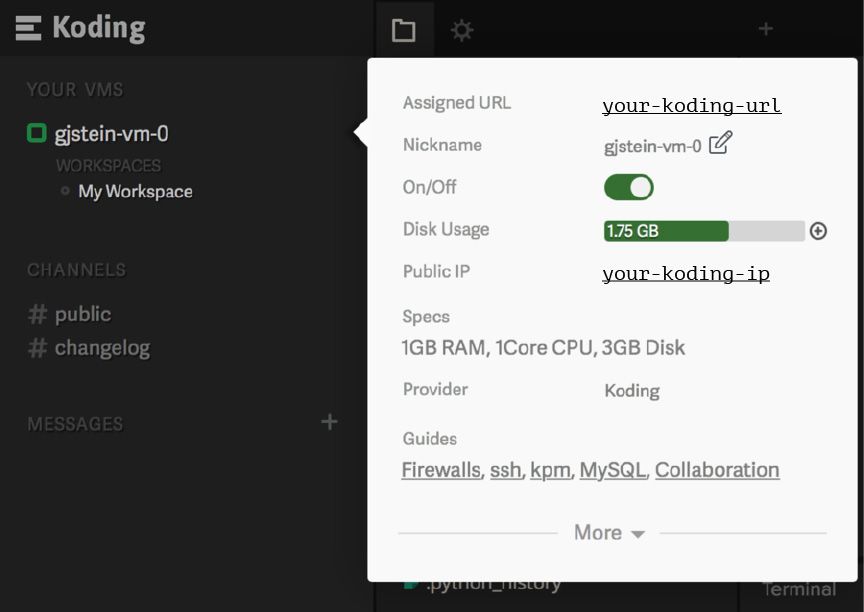 Koding
YOUR VMS
gjstein-vm-0
WORKSPACES
My Workspace
CHANNELS
# public
# changelog
MESSAGES +
+
Assigned URL your-koding-url
Nickname gjstein-vm-0
On/Off
Disk Usage 1.75 GB
Public IP your-koding-ip
Specs
1GB RAM, 1Core CPU, 3GB Disk
Provider Koding
Guides
Firewalls, ssh, kpm, MySQL, Collaboration
More
.python_history
Terminal